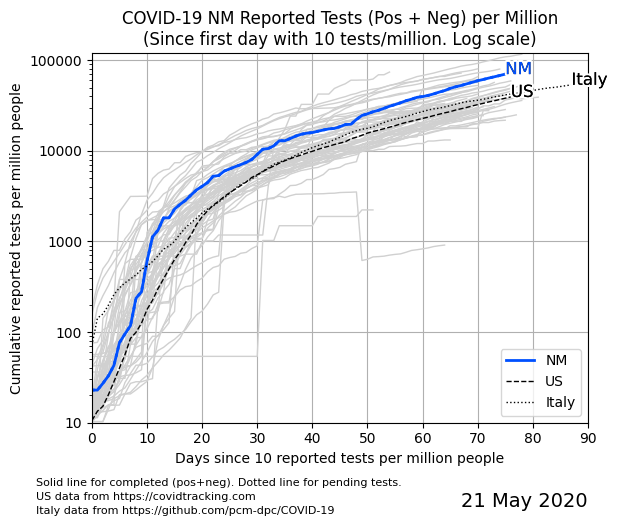 COVID-19 NM Reported Tests (Pos + Neg) per Million
(Since first day with 10 tests/million. Log scale)
Cumulative reported tests per million people
100000
10000
1000
100
10
NM
Italy
US
NM
US
Italy
0 10 20 30 40 50 60 70 80 90
Days since 10 reported tests per million people
Solid line for completed (pos+neg). Dotted line for pending tests.
US data from https://covidtracking.com
Italy data from https://github.com/pcm-dpc/COVID-19
21 May 2020